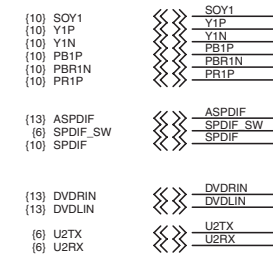 {10} SOY1 SOY1
{10} Y1P Y1P
{10} Y1N Y1N
{10} PB1P PB1P
{10} PBR1N PBR1N
{10} PR1P PR1P
{13} ASPDIF ASPDIF
{6} SPDIF_SW SPDIF_SW
{10} SPDIF SPDIF
{13} DVDRIN DVDRIN
{13} DVDLIN DVDLIN
{6} U2TX U2TX
{6} U2RX U2RX